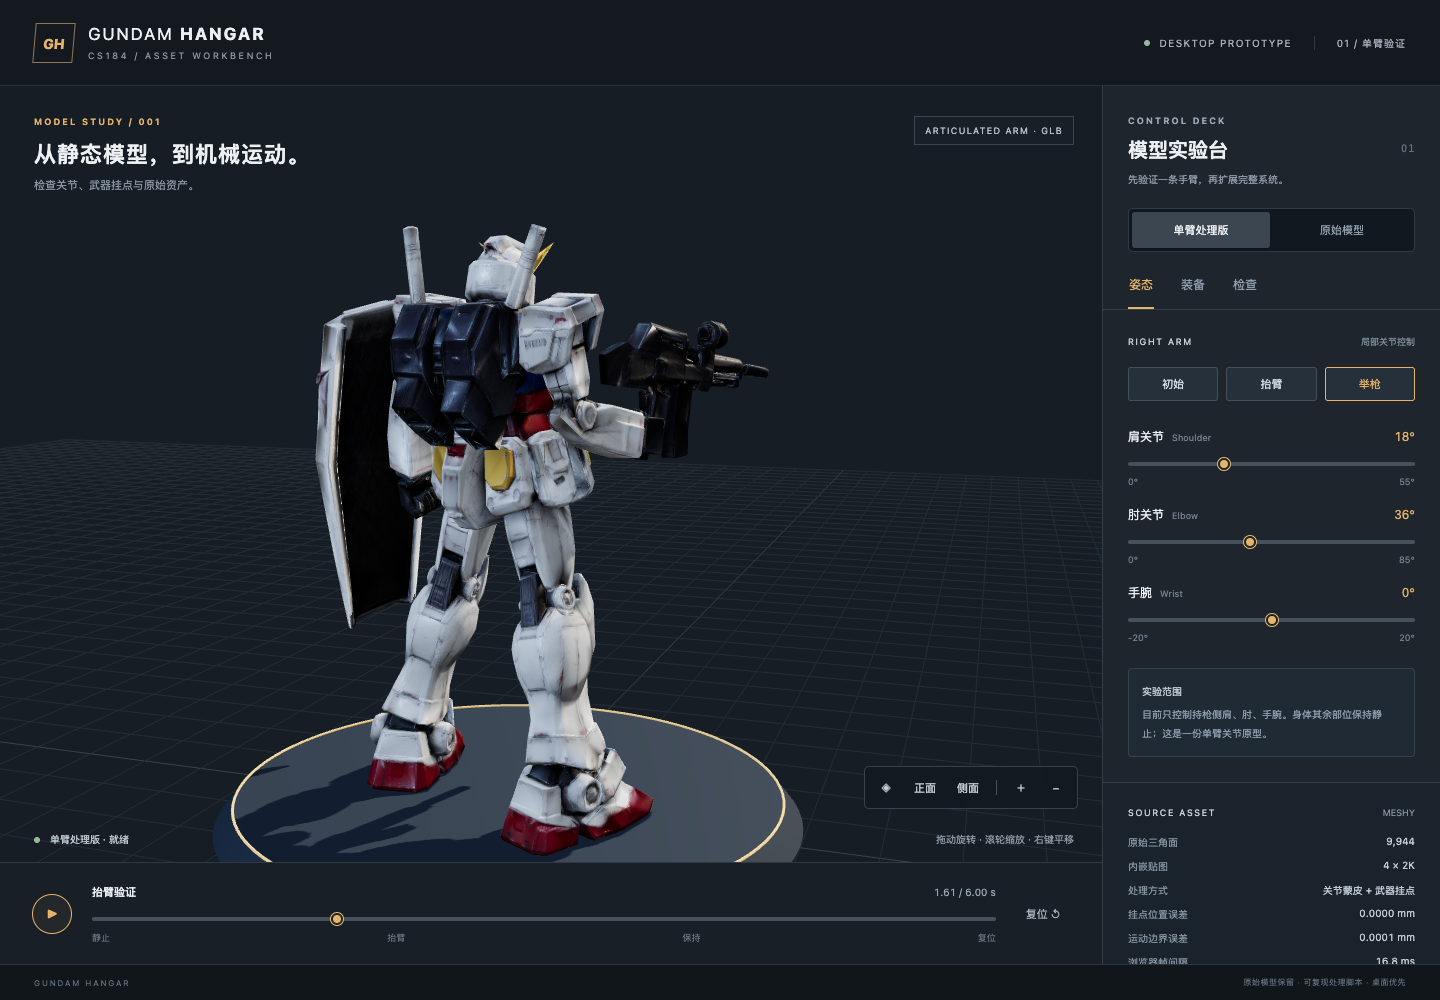 GH
GUNDAM HANGAR
CS184 / ASSET WORKBENCH
DESKTOP PROTOTYPE
01 / 单臂验证
MODEL STUDY / 001
从静态模型，到机械运动。
检查关节、武器挂点与原始资产。
ARTICULATED ARM · GLB
单臂处理版 · 就绪
正面 侧面 + −
拖动旋转 · 滚轮缩放 · 右键平移
抬臂验证
1.61 / 6.00 s
静止 抬臂 保持 复位
复位
CONTROL DECK
模型实验台
01
先验证一条手臂，再扩展完整系统。
单臂处理版 原始模型
姿态 装备 检查
RIGHT ARM
局部关节控制
初始 抬臂 举枪
肩关节 Shoulder 18°
0° 55°
肘关节 Elbow 36°
0° 85°
手腕 Wrist 0°
-20° 20°
实验范围
目前只控制持枪侧肩、肘、手腕。身体其余部位保持静
止；这是一份单臂关节原型。
SOURCE ASSET MESHY
原始三角面 9,944
内嵌贴图 4 × 2K
处理方式 关节蒙皮 + 武器挂点
挂点位置误差 0.0000 mm
运动边界误差 0.0001 mm
浏览器帧间隔 16.8 ms
GUNDAM HANGAR
原始模型保留 · 可复现处理脚本 · 桌面优先